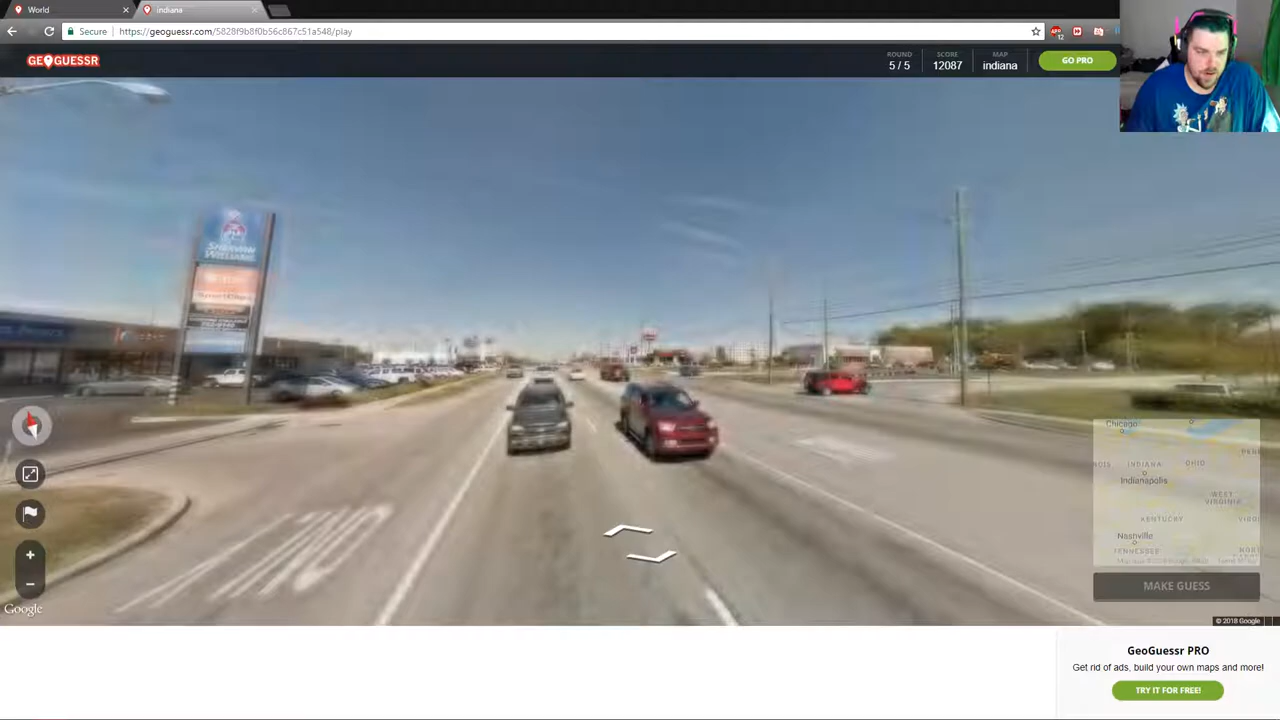 World
indiana
Secure
https://geoguessr.com/5828f9b8f0b56c867c51a548/play
GEOGUESSR
ROUND
5 / 5
SCORE
12087
MAP
indiana
GO PRO
SHERWIN
WILLIAMS
Chicago
INDIANA
OHIO
Indianapolis
WEST
VIRGINIA
KENTUCKY
Nashville
TENNESSEE
MAKE GUESS
Google
© 2018 Google
GeoGuessr PRO
Get rid of ads, build your own maps and more!
TRY IT FOR FREE!